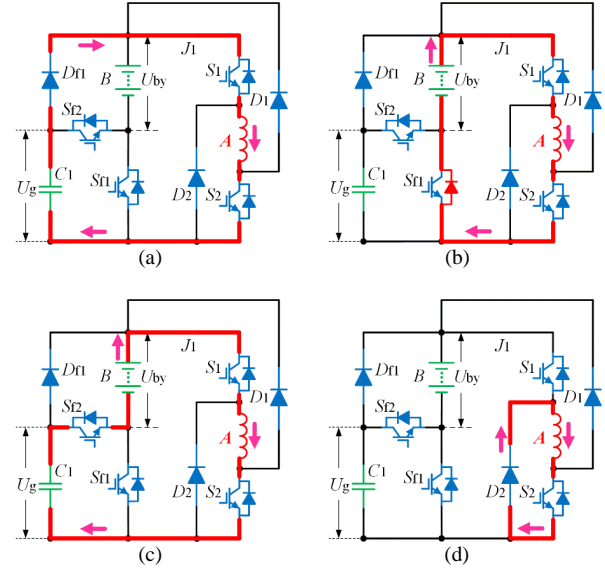 J1
Df1
B
Uby
S1
D1
Sf2
A
Ug
C1
Sf1
D2
S2
(a)
J1
Df1
B
Uby
S1
D1
Sf2
A
Ug
C1
Sf1
D2
S2
(b)
J1
Df1
B
Uby
S1
D1
Sf2
A
Ug
C1
Sf1
D2
S2
(c)
J1
Df1
B
Uby
S1
D1
Sf2
A
Ug
C1
Sf1
D2
S2
(d)